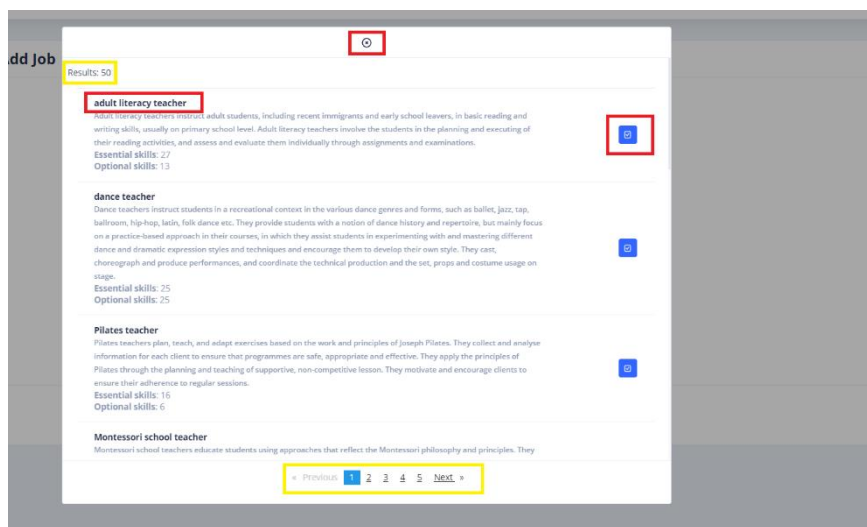 Add Job
Results: 50
adult literacy teacher
Adult literacy teachers instruct adult students, including recent immigrants and early school leavers, in basic reading and
writing skills, usually on primary school level. Adult literacy teachers involve the students in the planning and executing of
their reading activities, and assess and evaluate them individually through assignments and examinations.
Essential skills: 27
Optional skills: 13
dance teacher
Dance teachers instruct students in a recreational context in the various dance genres and forms, such as ballet, jazz, tap,
ballroom, hip-hop, latin, folk dance etc. They provide students with a notion of dance history and repertoire, but mainly focus
on a practice-based approach in their courses, in which they assist students in experimenting with and mastering different
dance and dramatic expression styles and techniques and encourage them to develop their own style. They cast,
choreograph and produce performances, and coordinate the technical production and the set, props and costume usage on
stage.
Essential skills: 25
Optional skills: 25
Pilates teacher
Pilates teachers plan, teach, and adapt exercises based on the work and principles of Joseph Pilates. They collect and analyse
information for each client to ensure that programmes are safe, appropriate and effective. They apply the principles of
Pilates through the planning and teaching of supportive, non-competitive lesson. They motivate and encourage clients to
ensure their adherence to regular sessions.
Essential skills: 16
Optional skills: 6
Montessori school teacher
Montessori school teachers educate students using approaches that reflect the Montessori philosophy and principles. They
« Previous 1 2 3 4 5 Next »